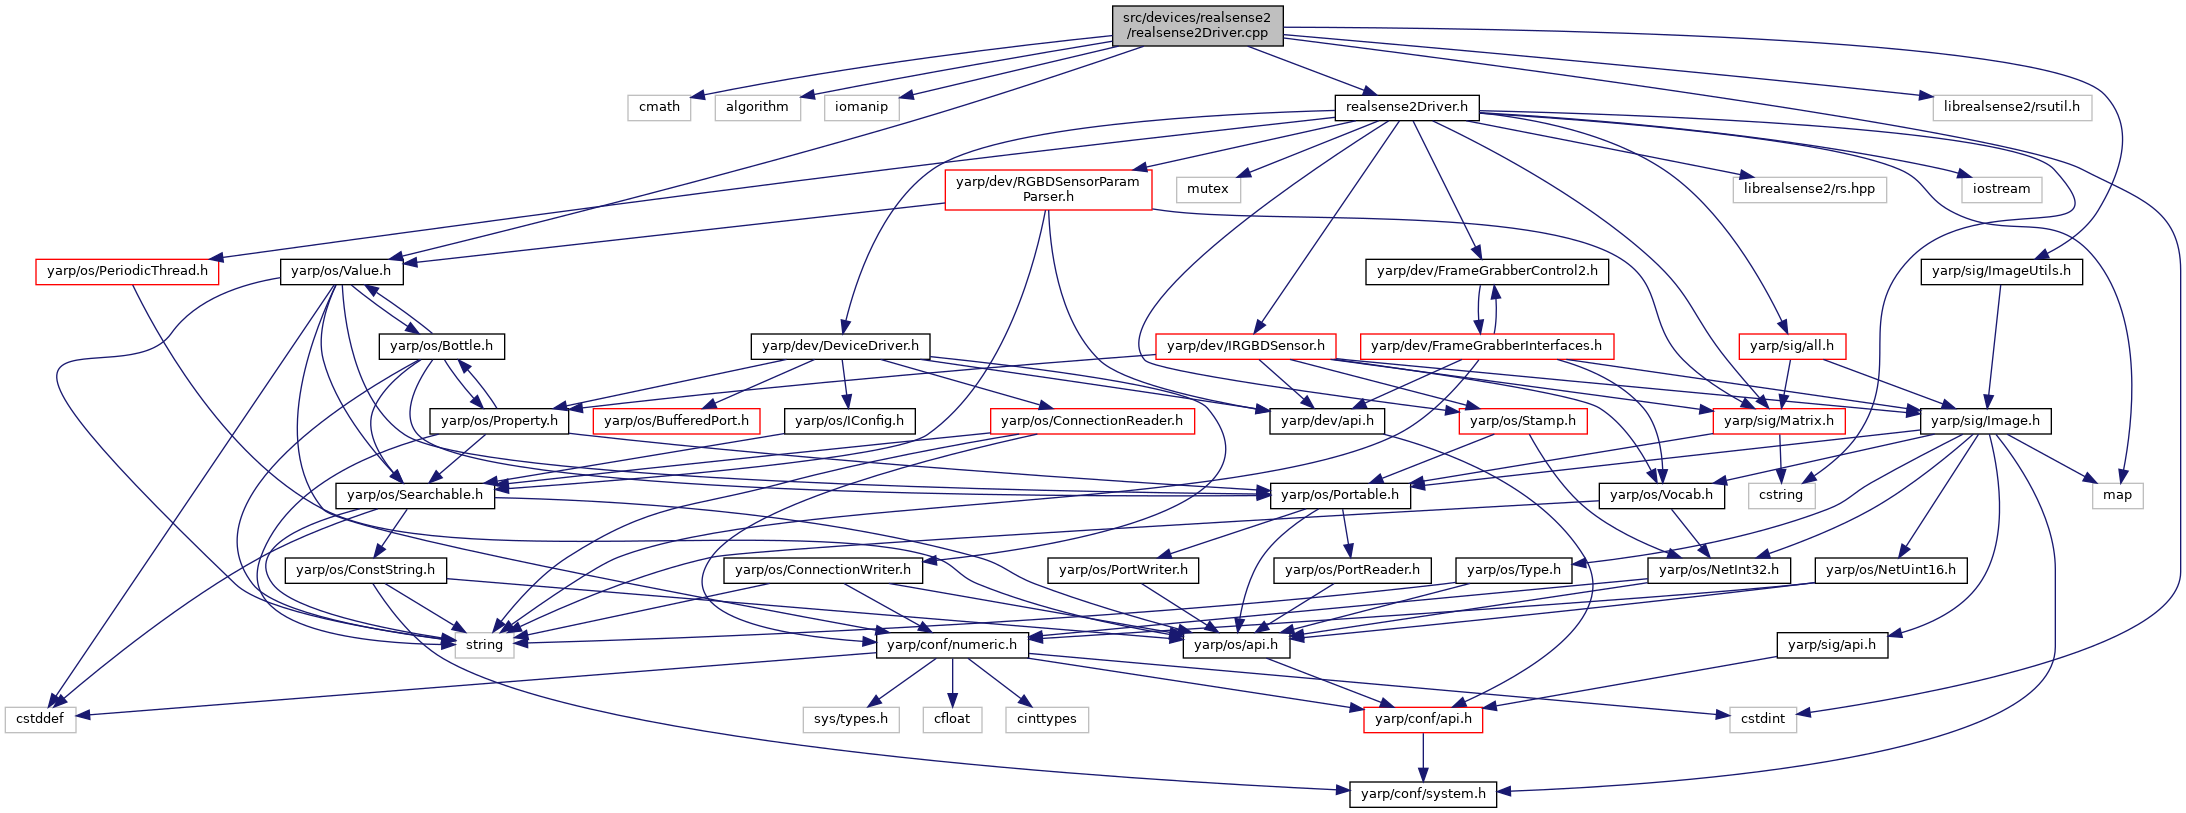 src/devices/realsense2
/realsense2Driver.cpp
cmath
algorithm
iomanip
realsense2Driver.h
librealsense2/rsutil.h
yarp/dev/RGBDSensorParam
Parser.h
mutex
librealsense2/rs.hpp
iostream
yarp/os/PeriodicThread.h
yarp/os/Value.h
yarp/dev/FrameGrabberControl2.h
yarp/sig/ImageUtils.h
yarp/os/Bottle.h
yarp/dev/DeviceDriver.h
yarp/dev/IRGBDSensor.h
yarp/dev/FrameGrabberInterfaces.h
yarp/sig/all.h
yarp/os/Property.h
yarp/os/BufferedPort.h
yarp/os/IConfig.h
yarp/os/ConnectionReader.h
yarp/dev/api.h
yarp/os/Stamp.h
yarp/sig/Matrix.h
yarp/sig/Image.h
yarp/os/Searchable.h
yarp/os/Portable.h
yarp/os/Vocab.h
cstring
map
yarp/os/ConstString.h
yarp/os/ConnectionWriter.h
yarp/os/PortWriter.h
yarp/os/PortReader.h
yarp/os/Type.h
yarp/os/NetInt32.h
yarp/os/NetUint16.h
string
yarp/conf/numeric.h
yarp/os/api.h
yarp/sig/api.h
cstddef
sys/types.h
cfloat
cinttypes
yarp/conf/api.h
cstdint
yarp/conf/system.h